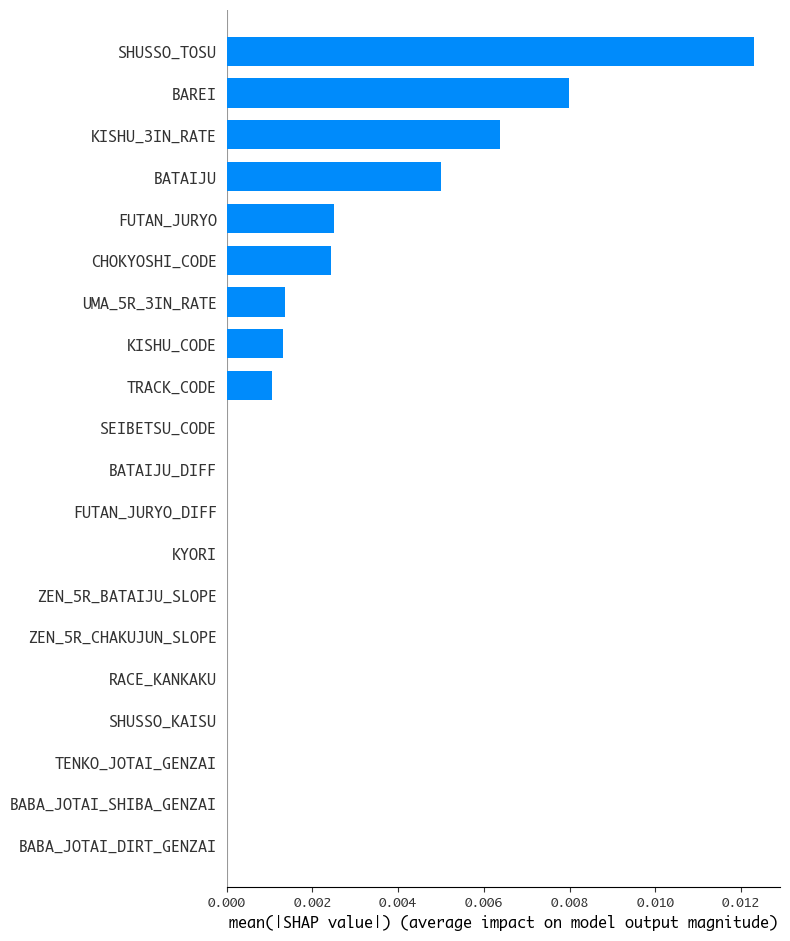 SHUSSO_TOSU
BAREI
KISHU_3IN_RATE
BATAIJU
FUTAN_JURYO
CHOKYOSHI_CODE
UMA_5R_3IN_RATE
KISHU_CODE
TRACK_CODE
SEIBETSU_CODE
BATAIJU_DIFF
FUTAN_JURYO_DIFF
KYORI
ZEN_5R_BATAIJU_SLOPE
ZEN_5R_CHAKUJUN_SLOPE
RACE_KANKAKU
SHUSSO_KAISU
TENKO_JOTAI_GENZAI
BABA_JOTAI_SHIBA_GENZAI
BABA_JOTAI_DIRT_GENZAI
0.000 0.002 0.004 0.006 0.008 0.010 0.012
mean(|SHAP value|) (average impact on model output magnitude)